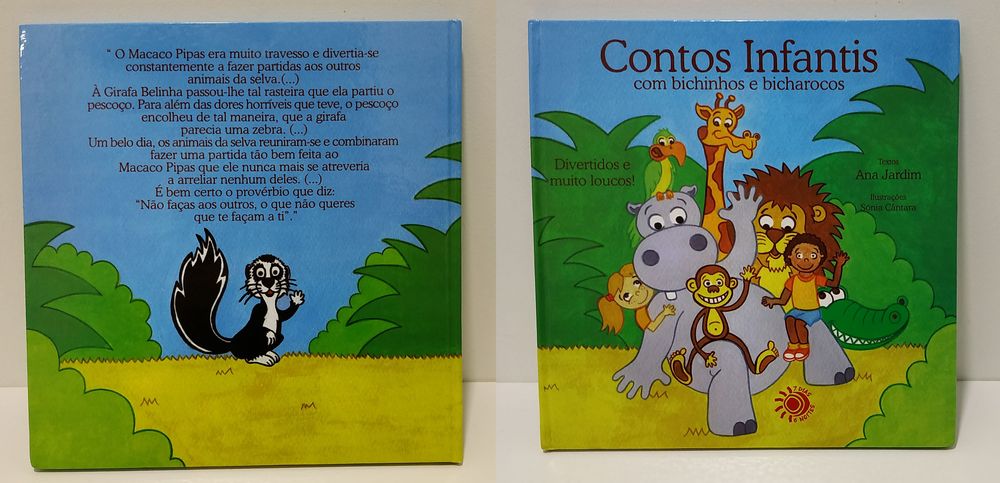 “ O Macaco Pipas era muito travesso e divertia-se
constantemente a fazer partidas aos outros
animais da selva.(...)
À Girafa Belinha passou-lhe tal rasteira que ela partiu o
pescoço. Para além das dores horríveis que teve, o pescoço
encolheu de tal maneira, que a girafa
parecia uma zebra. (...)
Um belo dia, os animais da selva reuniram-se e combinaram
fazer uma partida tão bem feita ao
Macaco Pipas que ele nunca mais se atreveria
a arreliar nenhum deles. (...)
É bem certo o provérbio que diz:
“Não faças aos outros, o que não queres
que te façam a ti”.”
Contos Infantis
com bichinhos e bicharocos
Divertidos e
muito loucos!
Textos
Ana Jardim
Ilustrações
Sónia Cântara
7 DIAS
6 NOITES